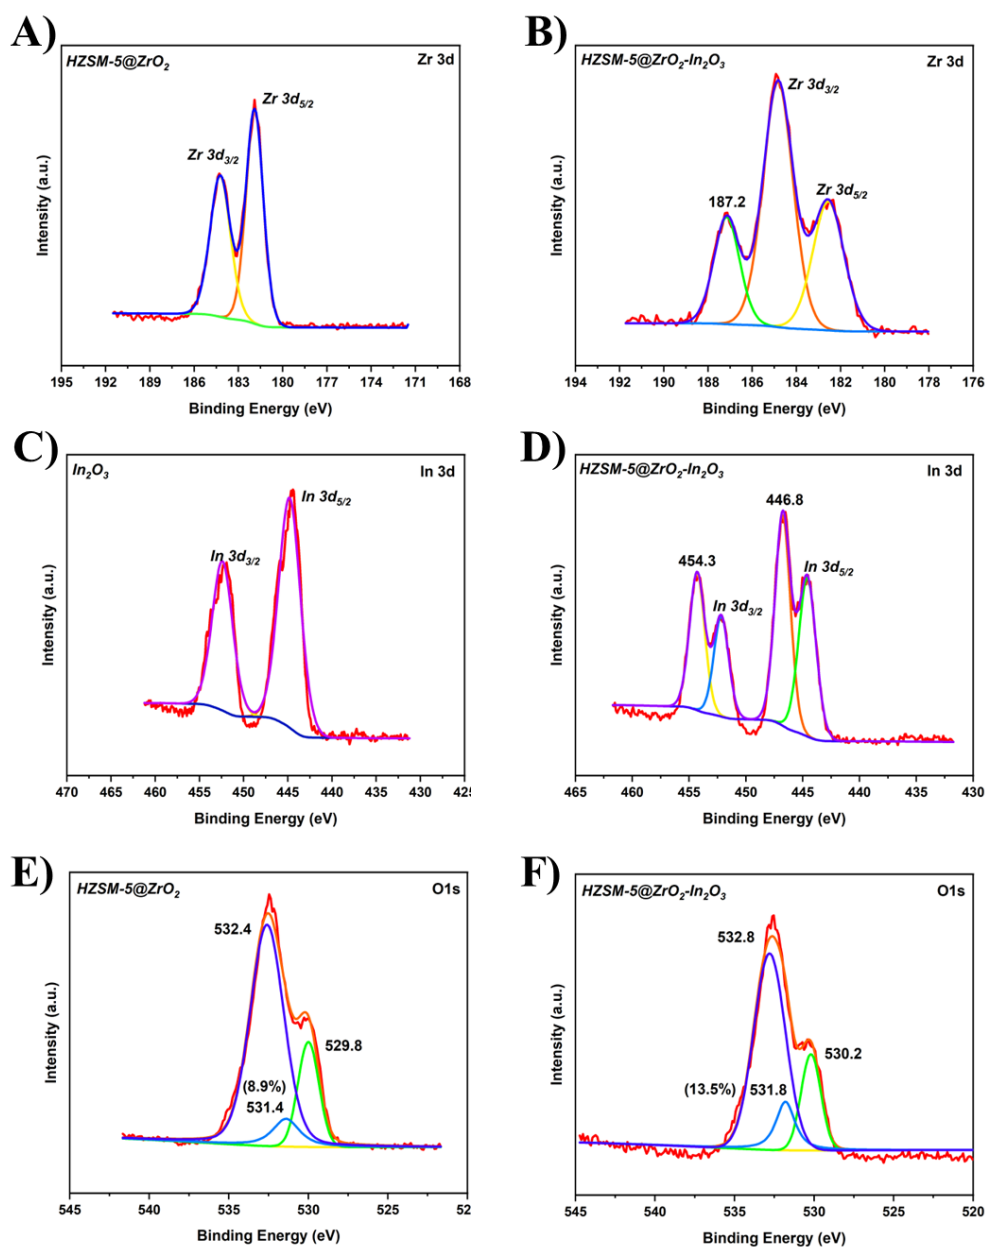 A)
HZSM-5@ZrO₂
Zr 3d
Zr 3d₅/₂
Zr 3d₃/₂
Intensity (a.u.)
195 192 189 186 183 180 177 174 171 168
Binding Energy (eV)
B)
HZSM-5@ZrO₂-In₂O₃
Zr 3d
Zr 3d₃/₂
Zr 3d₅/₂
187.2
Intensity (a.u.)
194 192 190 188 186 184 182 180 178 176
Binding Energy (eV)
C)
In₂O₃
In 3d
In 3d₅/₂
In 3d₃/₂
Intensity (a.u.)
470 465 460 455 450 445 440 435 430 425
Binding Energy (eV)
D)
HZSM-5@ZrO₂-In₂O₃
In 3d
446.8
454.3
In 3d₅/₂
In 3d₃/₂
Intensity (a.u.)
465 460 455 450 445 440 435 430
Binding Energy (eV)
E)
HZSM-5@ZrO₂
O1s
532.4
529.8
(8.9%)
531.4
Intensity (a.u.)
545 540 535 530 525 52
Binding Energy (eV)
F)
HZSM-5@ZrO₂-In₂O₃
O1s
532.8
530.2
(13.5%) 531.8
Intensity (a.u.)
545 540 535 530 525 520
Binding Energy (eV)